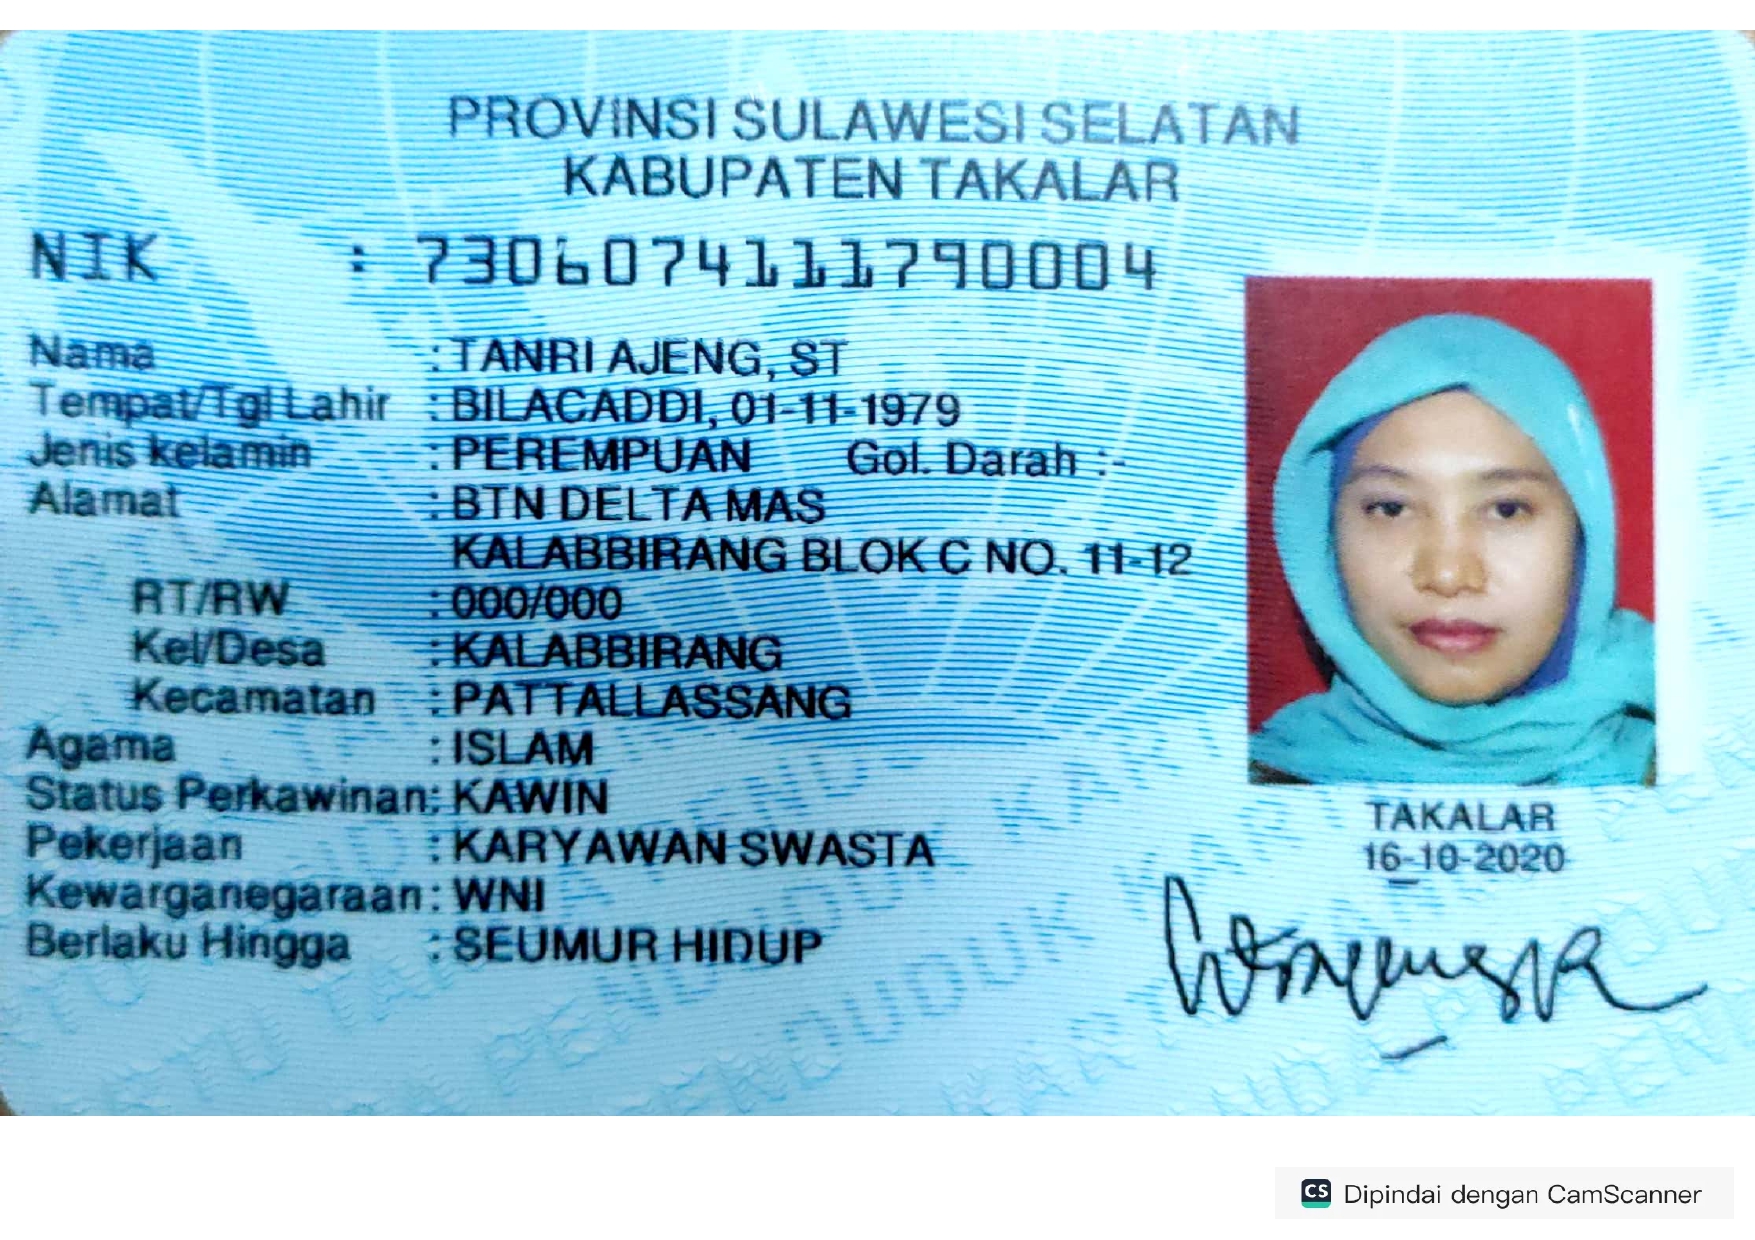 PROVINSI SULAWESI SELATAN
KABUPATEN TAKALAR
NIK : 7306074111790004
Nama : TANRI AJENG, ST
Tempat/Tgl Lahir : BILACADDI, 01-11-1979
Jenis kelamin : PEREMPUAN Gol. Darah :-
Alamat : BTN DELTA MAS
KALABBIRANG BLOK C NO. 11-12
RT/RW : 000/000
Kel/Desa : KALABBIRANG
Kecamatan : PATTALLASSANG
Agama : ISLAM
Status Perkawinan: KAWIN
Pekerjaan : KARYAWAN SWASTA
Kewarganegaraan: WNI
Berlaku Hingga : SEUMUR HIDUP
TAKALAR
16-10-2020
CS Dipindai dengan CamScanner